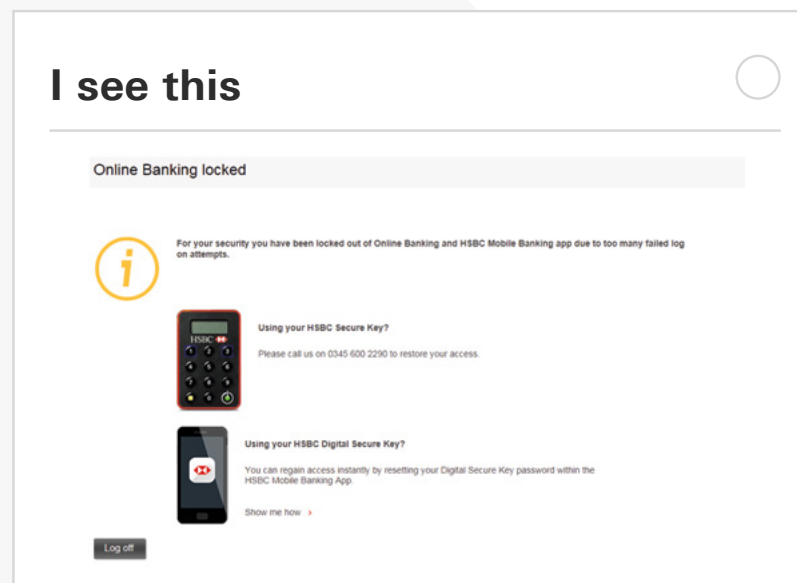 I see this
Online Banking locked
For your security you have been locked out of Online Banking and HSBC Mobile Banking app due to too many failed log
on attempts.
HSBC
Using your HSBC Secure Key?
Please call us on 0345 600 2290 to restore your access.
Using your HSBC Digital Secure Key?
You can regain access instantly by resetting your Digital Secure Key password within the
HSBC Mobile Banking App.
Show me how >
Log off